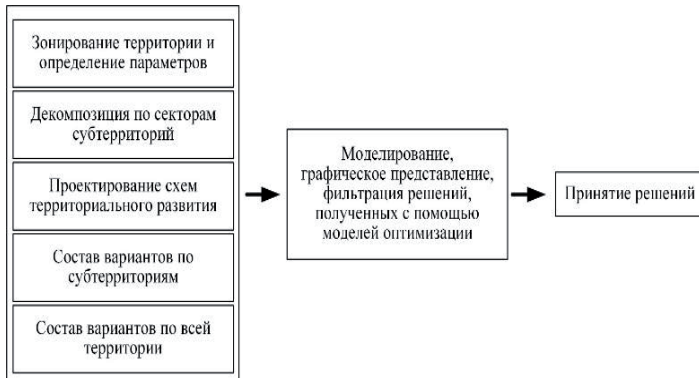 Зонирование территории и
определение параметров
Декомпозиция по секторам
субтерриторий
Проектирование схем
территориального развития
Состав вариантов по
субтерриториям
Состав вариантов по всей
территории
Моделирование,
графическое представление,
фильтрация решений,
полученных с помощью
моделей оптимизации
Принятие решений